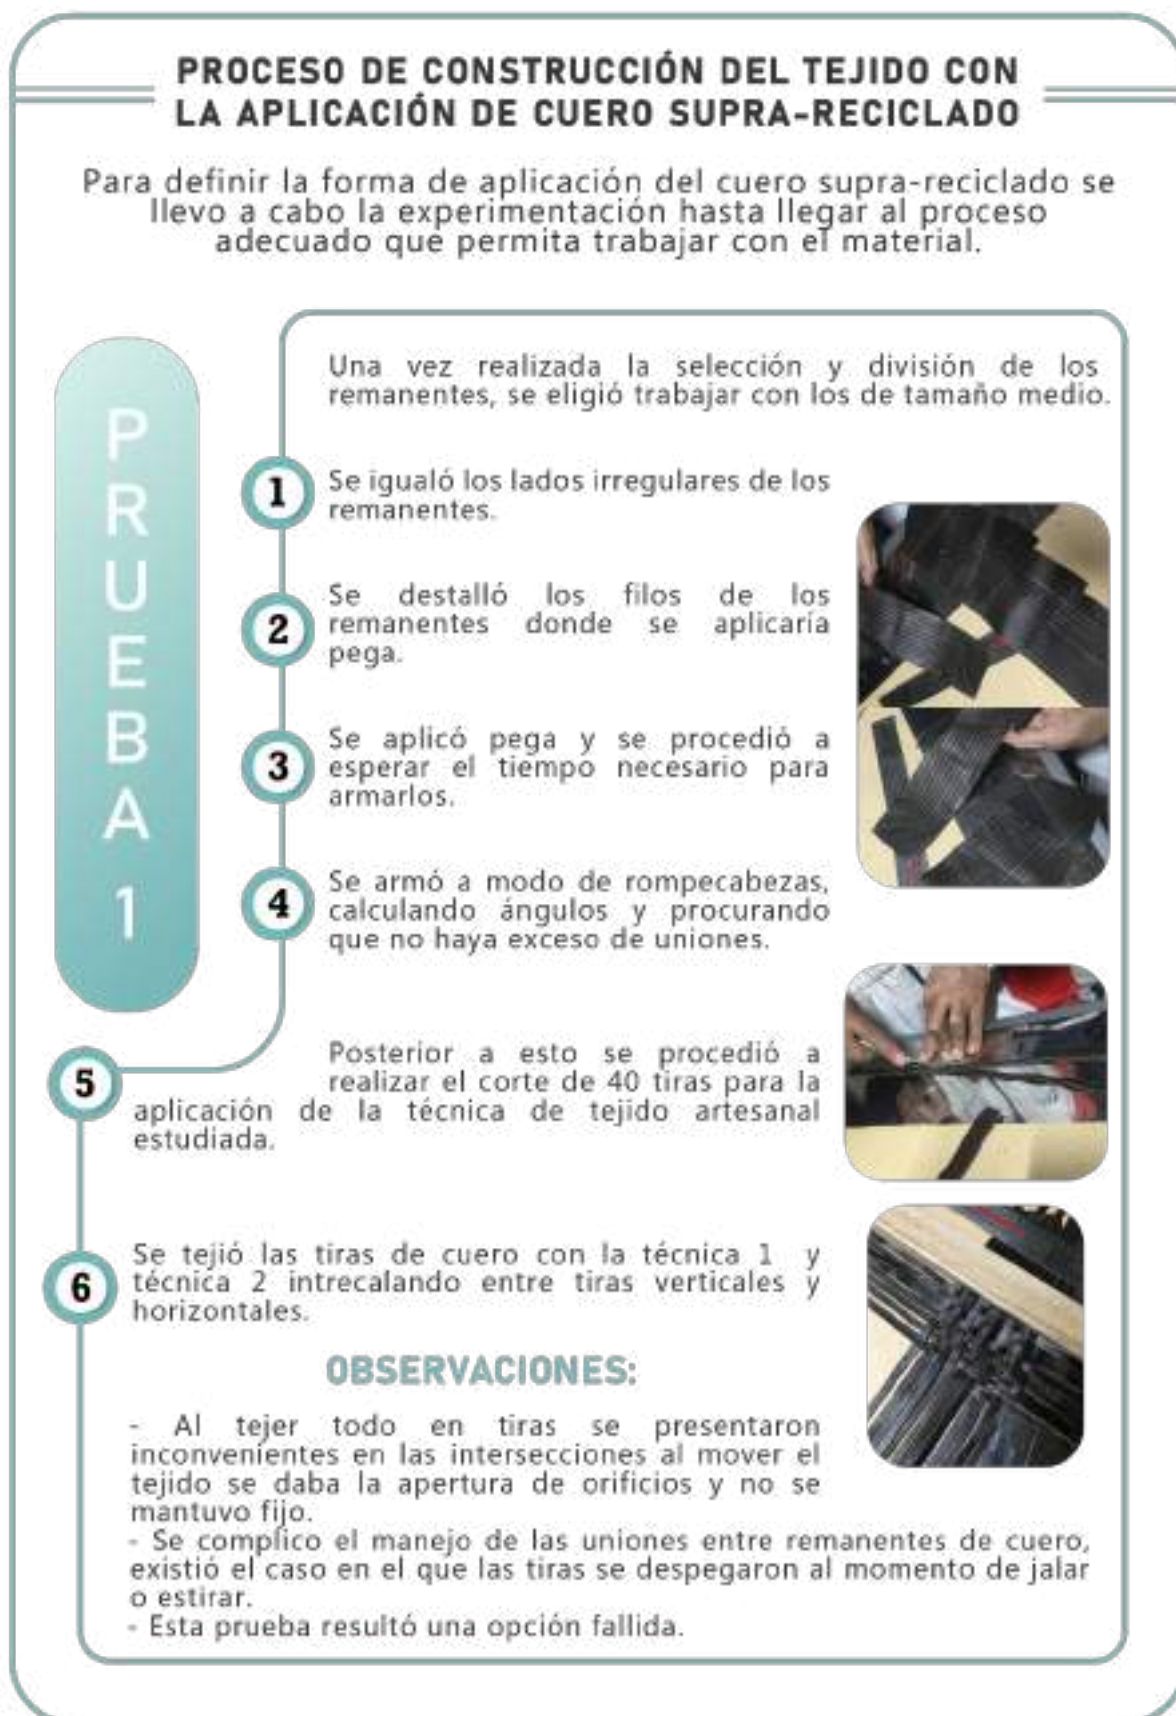 PROCESO DE CONSTRUCCIÓN DEL TEJIDO CON
LA APLICACIÓN DE CUERO SUPRA-RECICLADO
Para definir la forma de aplicación del cuero supra-reciclado se
llevo a cabo la experimentación hasta llegar al proceso
adecuado que permita trabajar con el material.
PRUEBA 1
Una vez realizada la selección y división de los
remanentes, se eligió trabajar con los de tamaño medio.
1
Se igualó los lados irregulares de los
remanentes.
2
Se destalló los filos de los
remanentes donde se aplicaría
pega.
3
Se aplicó pega y se procedió a
esperar el tiempo necesario para
armarlos.
4
Se armó a modo de rompecabezas,
calculando ángulos y procurando
que no haya exceso de uniones.
5
Posterior a esto se procedió a
realizar el corte de 40 tiras para la
aplicación de la técnica de tejido artesanal
estudiada.
6
Se tejió las tiras de cuero con la técnica 1 y
técnica 2 intrecalando entre tiras verticales y
horizontales.
OBSERVACIONES:
- Al tejer todo en tiras se presentaron
inconvenientes en las intersecciones al mover el
tejido se daba la apertura de orificios y no se
mantuvo fijo.
- Se complico el manejo de las uniones entre remanentes de cuero,
existió el caso en el que las tiras se despegaron al momento de jalar
o estirar.
- Esta prueba resultó una opción fallida.